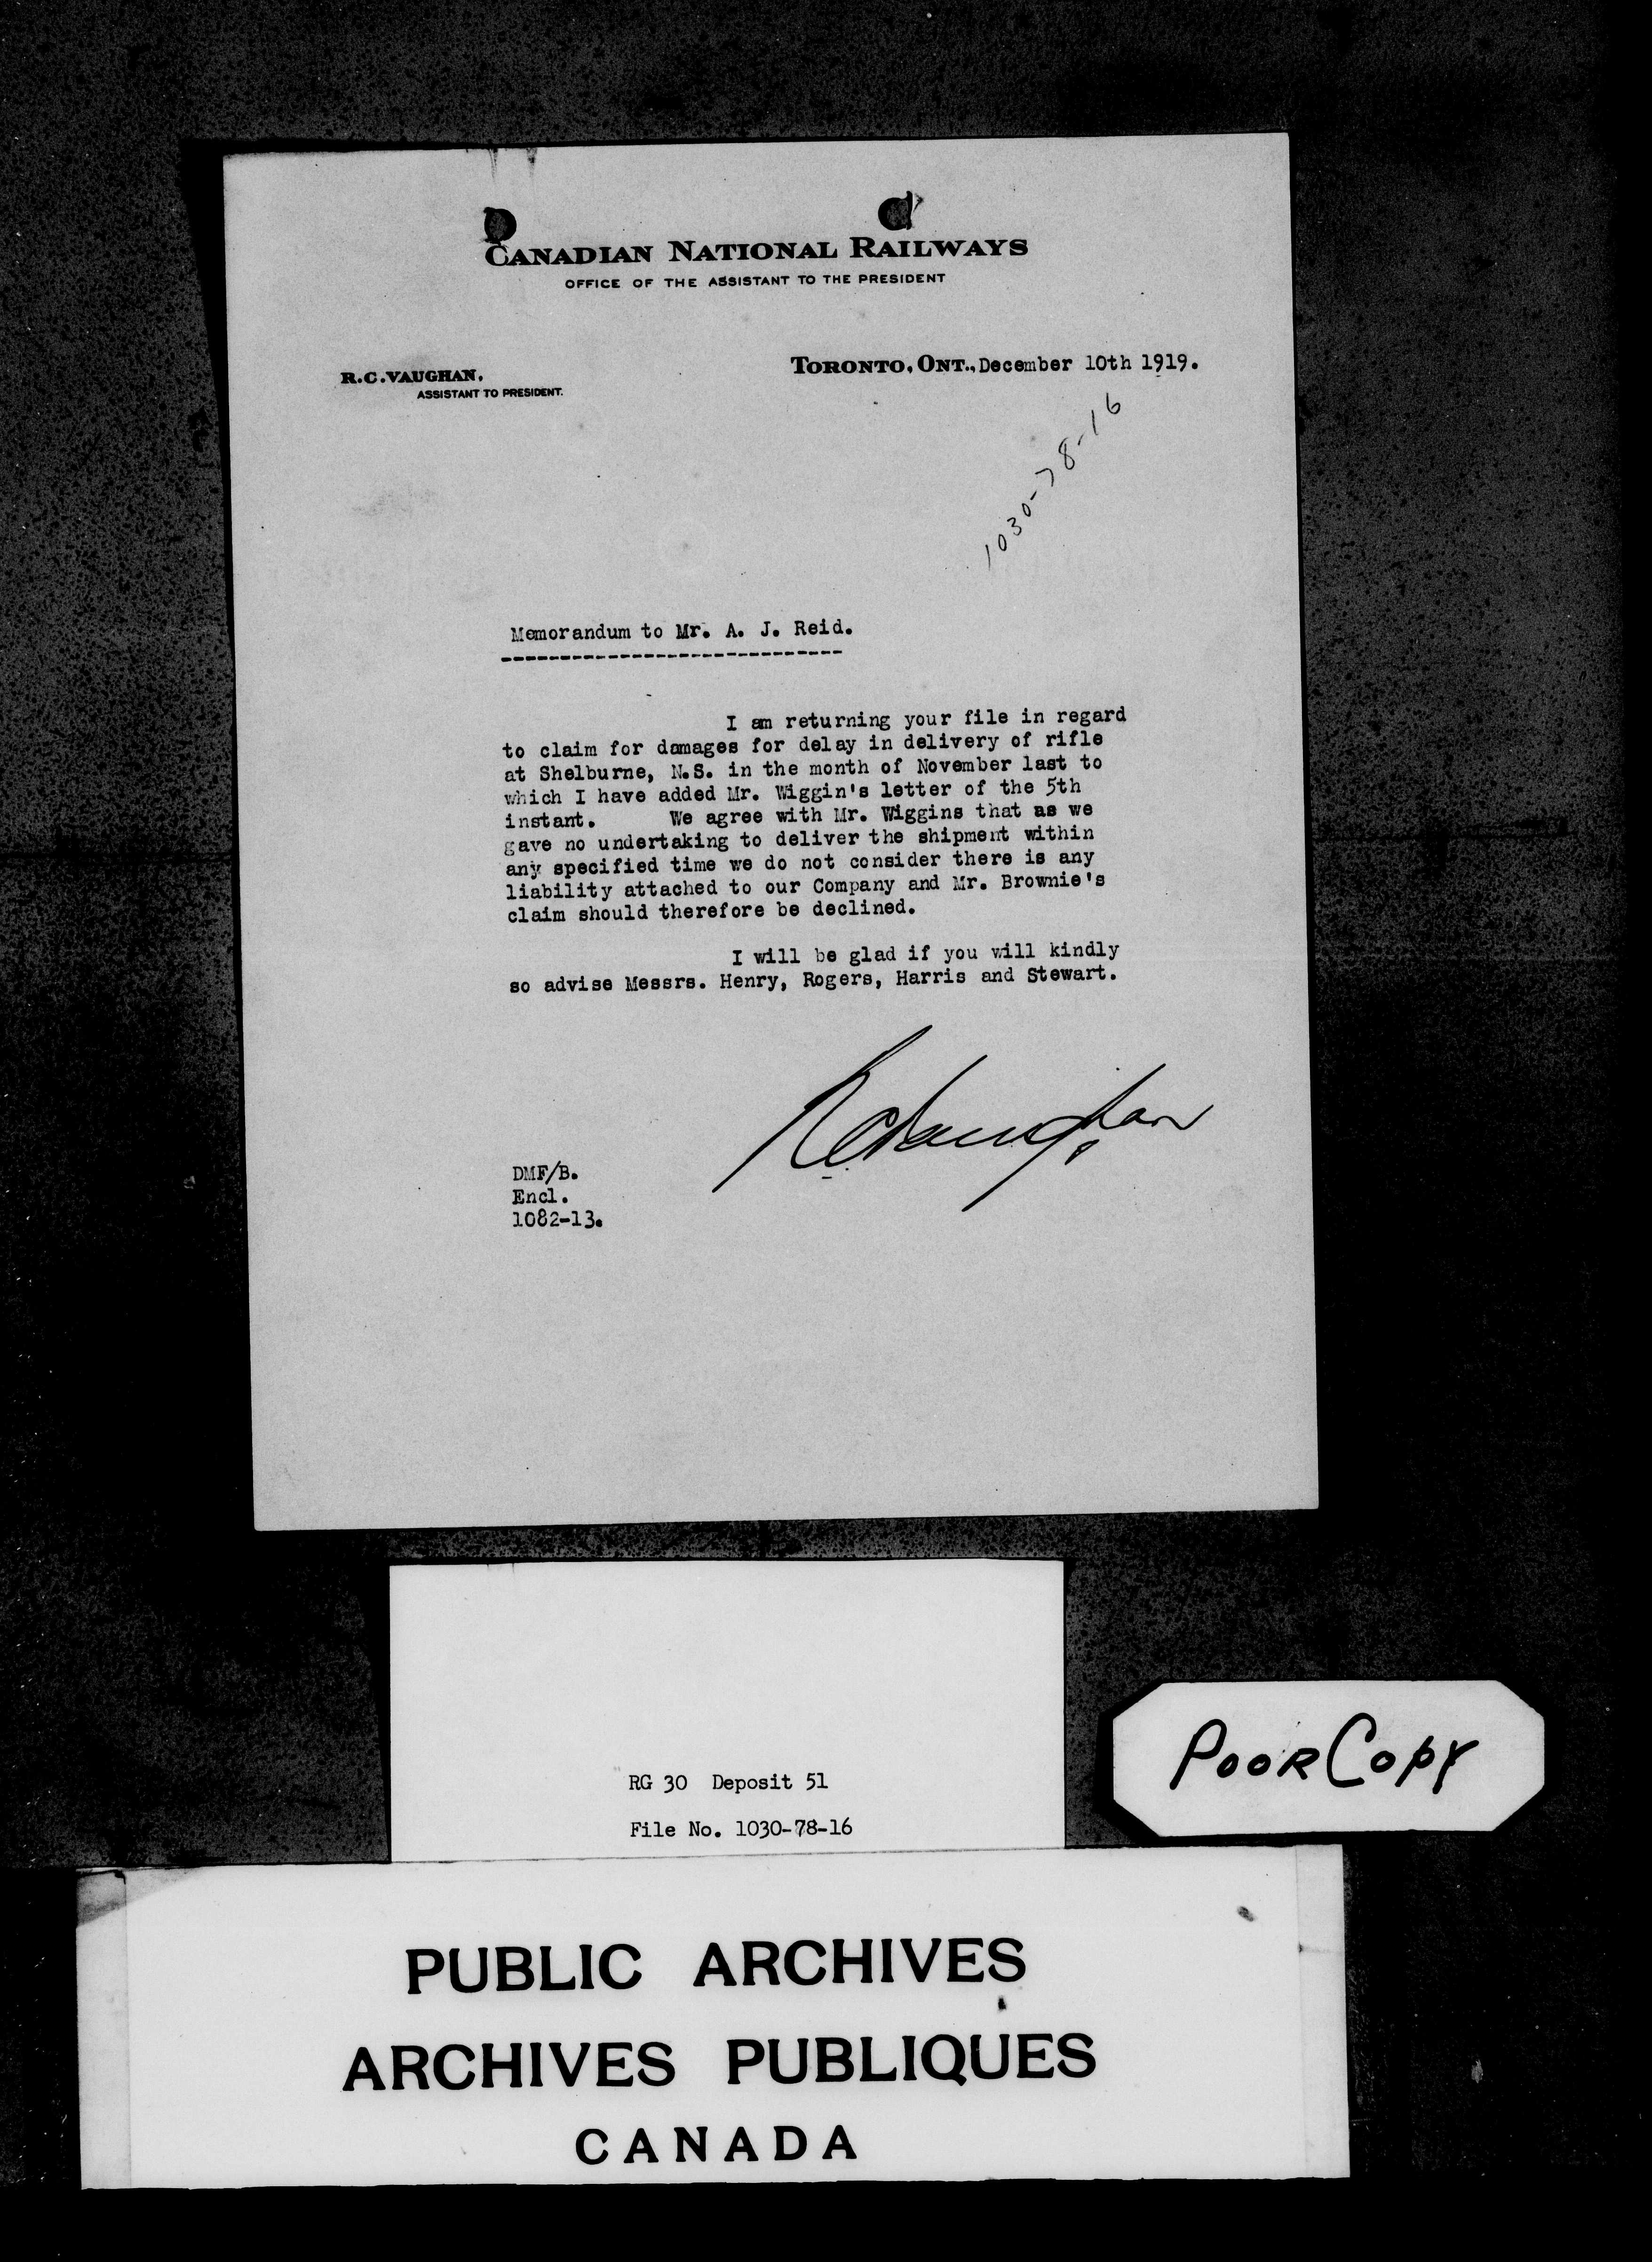 CANADIAN NATIONAL RAILWAYS
OFFICE OF THE ASSISTANT TO THE PRESIDENT
R.C.VAUGHAN,
ASSISTANT TO PRESIDENT.
TORONTO, ONT., December 10th 1919.
1030-78-16
Memorandum to Mr. A. J. Reid.
-----------------------------
I am returning your file in regard
to claim for damages for delay in delivery of rifle
at Shelburne, N.S. in the month of November last to
which I have added Mr. Wiggin's letter of the 5th
instant. We agree with Mr. Wiggins that as we
gave no undertaking to deliver the shipment within
any specified time we do not consider there is any
liability attached to our Company and Mr. Brownie's
claim should therefore be declined.
I will be glad if you will kindly
so advise Messrs. Henry, Rogers, Harris and Stewart.
RCVaughan
DMF/B.
Encl.
1082-13.
RG 30 Deposit 51
File No. 1030-78-16
POOR COPY
PUBLIC ARCHIVES
ARCHIVES PUBLIQUES
CANADA